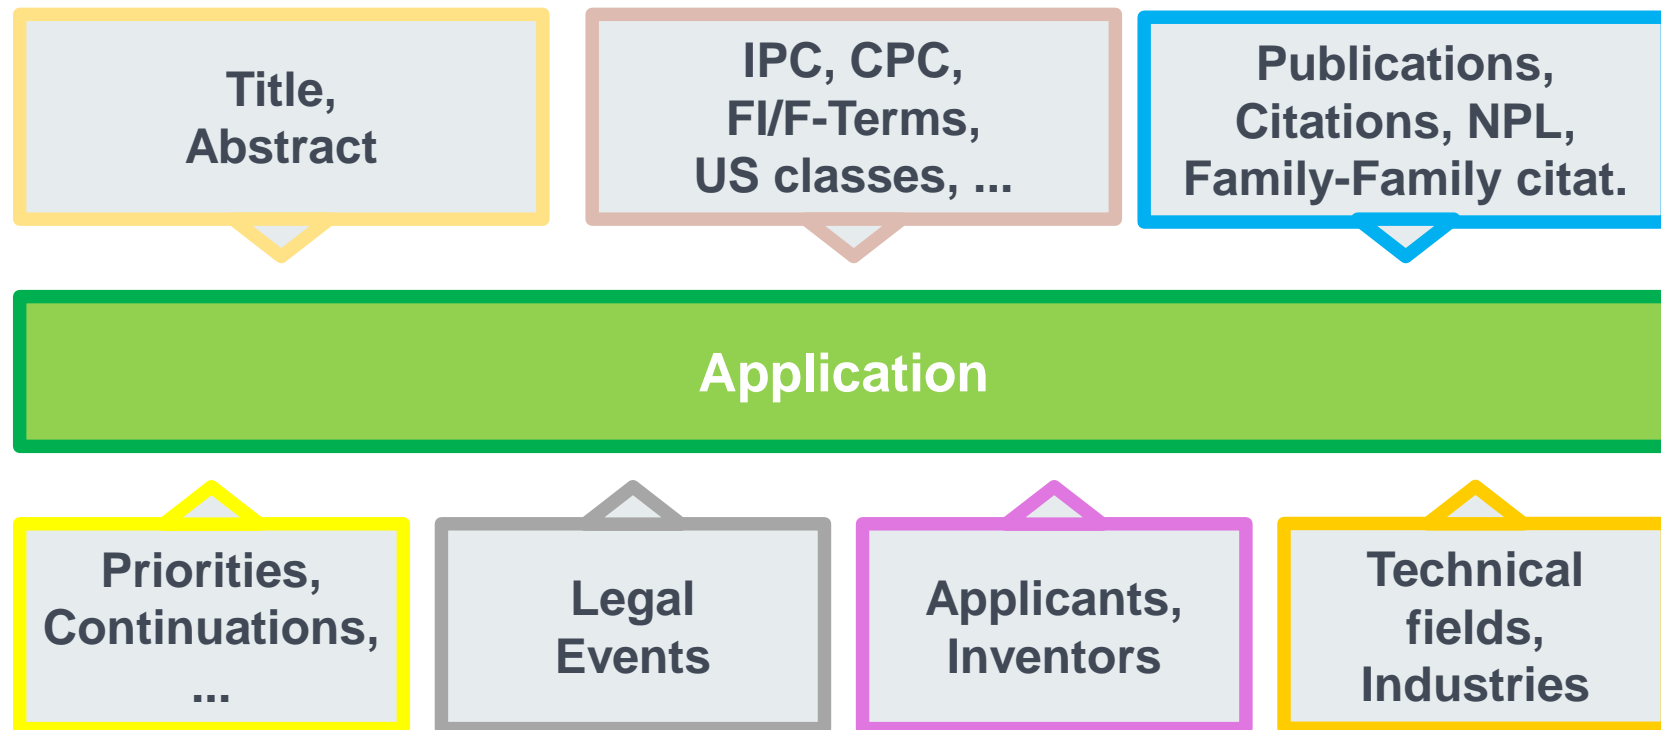 Title,
Abstract
IPC, CPC,
FI/F-Terms,
US classes, ...
Publications,
Citations, NPL,
Family-Family citat.
Application
Priorities,
Continuations,
...
Legal
Events
Applicants,
Inventors
Technical
fields,
Industries